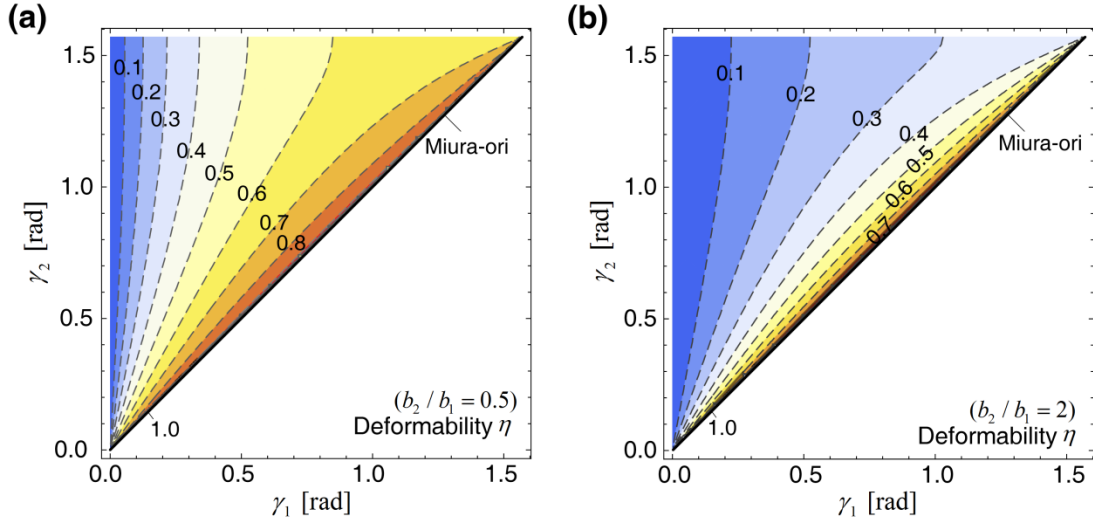 (a)
1.5
1.0
0.5
0.0
γ₂ [rad]
0.1
0.2
0.3
0.4
0.5
0.6
0.7
0.8
Miura-ori
1.0
(b₂ / b₁ = 0.5)
Deformability η
0.0
0.5
1.0
1.5
γ₁ [rad]
(b)
1.5
1.0
0.5
0.0
γ₂ [rad]
0.1
0.2
0.3
0.4
0.5
0.6
0.7
Miura-ori
1.0
(b₂ / b₁ = 2)
Deformability η
0.0
0.5
1.0
1.5
γ₁ [rad]